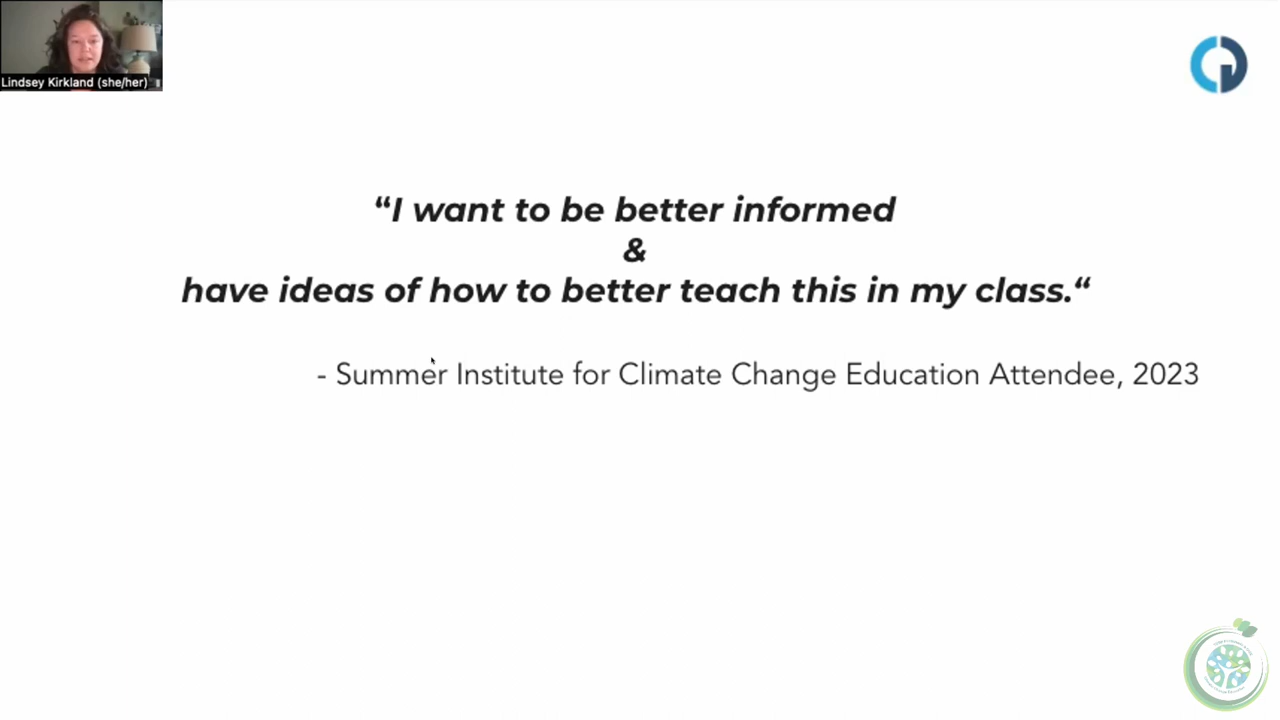 Lindsey Kirkland (she/her)
“I want to be better informed
&
have ideas of how to better teach this in my class.“
- Summer Institute for Climate Change Education Attendee, 2023